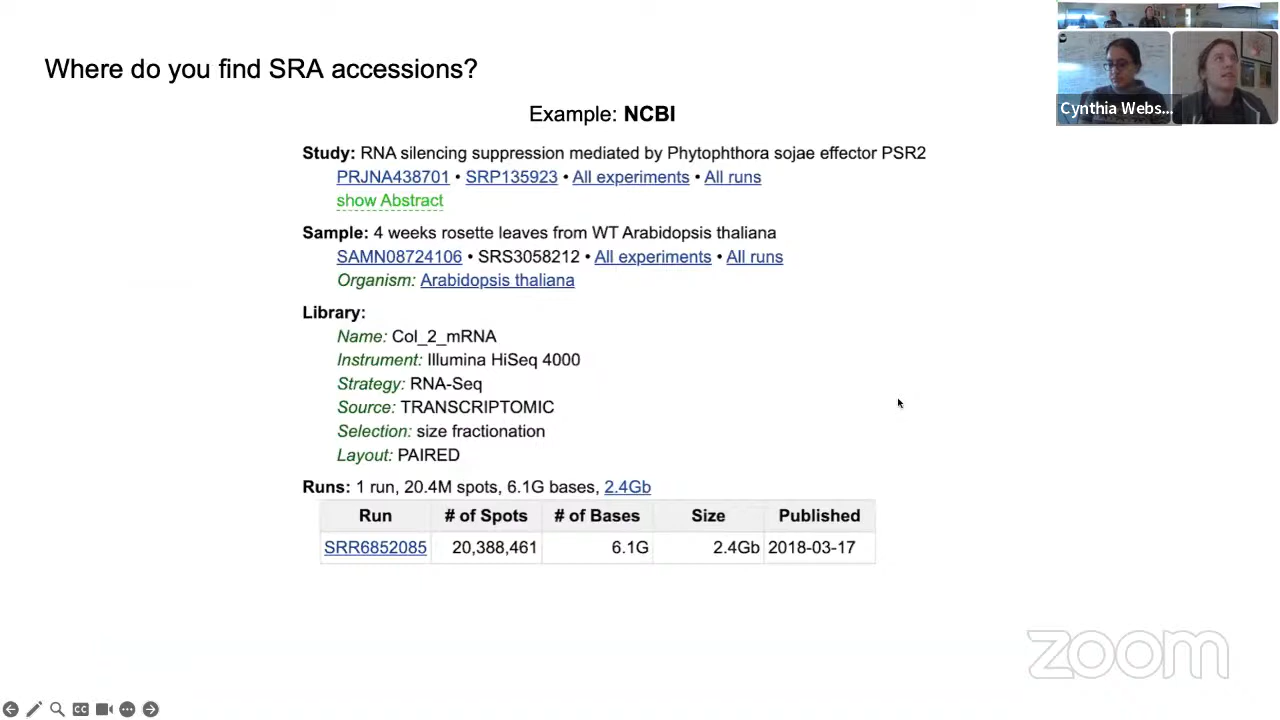 Where do you find SRA accessions?
Cynthia Webs...
Example: NCBI
Study: RNA silencing suppression mediated by Phytophthora sojae effector PSR2
PRJNA438701 • SRP135923 • All experiments • All runs
show Abstract
Sample: 4 weeks rosette leaves from WT Arabidopsis thaliana
SAMN08724106 • SRS3058212 • All experiments • All runs
Organism: Arabidopsis thaliana
Library:
Name: Col_2_mRNA
Instrument: Illumina HiSeq 4000
Strategy: RNA-Seq
Source: TRANSCRIPTOMIC
Selection: size fractionation
Layout: PAIRED
Runs: 1 run, 20.4M spots, 6.1G bases, 2.4Gb
Run # of Spots # of Bases Size Published
SRR6852085 20,388,461 6.1G 2.4Gb 2018-03-17
zoom
CC